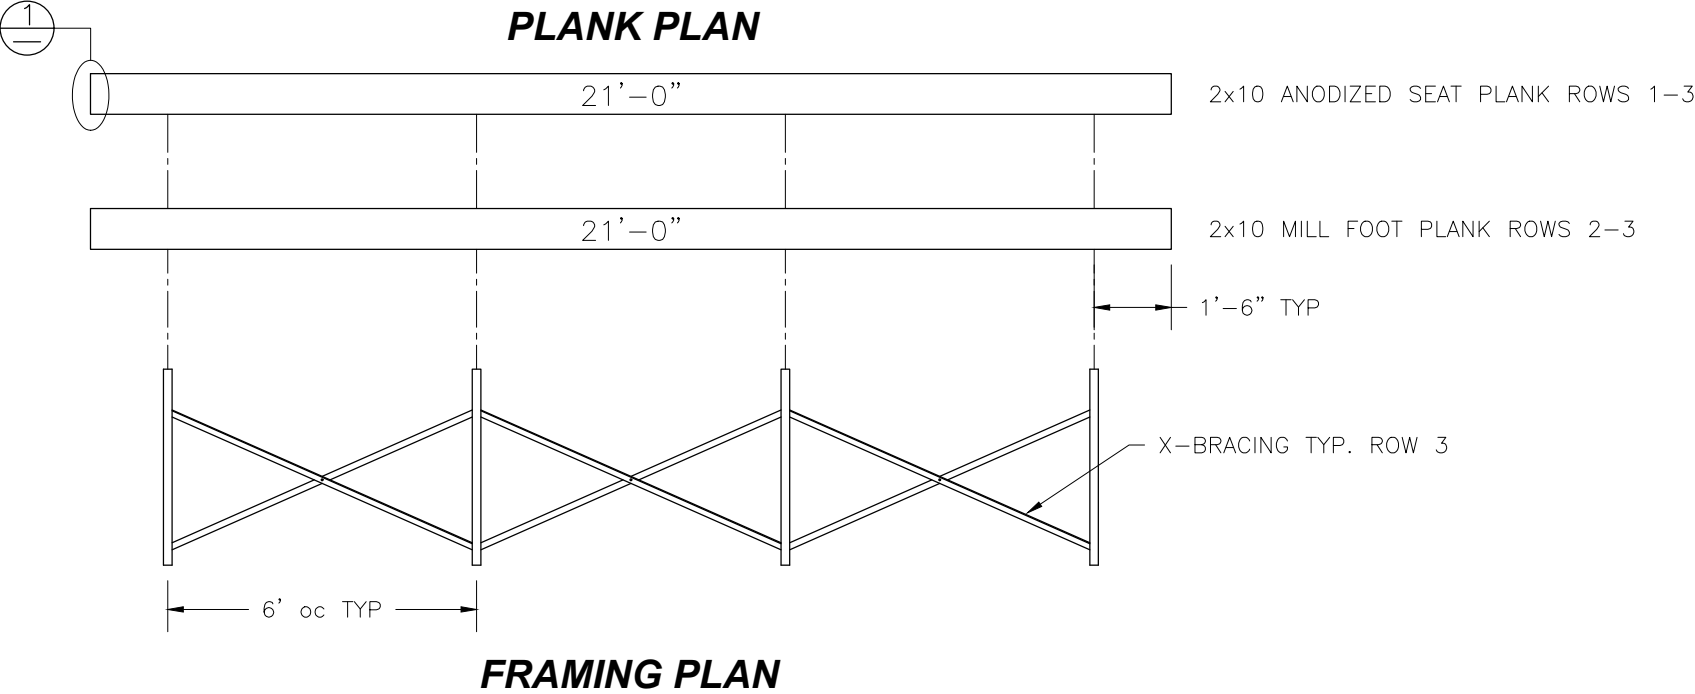 1
PLANK PLAN
21'-0"
2x10 ANODIZED SEAT PLANK ROWS 1-3
21'-0"
2x10 MILL FOOT PLANK ROWS 2-3
1'-6" TYP
X-BRACING TYP. ROW 3
6' oc TYP
FRAMING PLAN